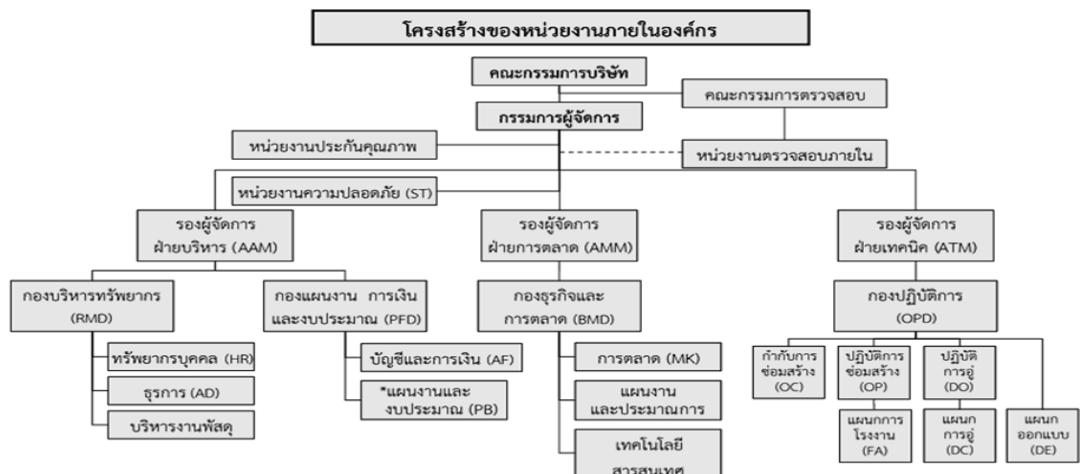 โครงสร้างของหน่วยงานภายในองค์กร
คณะกรรมการบริษัท
คณะกรรมการตรวจสอบ
กรรมการผู้จัดการ
หน่วยงานประกันคุณภาพ
หน่วยงานตรวจสอบภายใน
หน่วยงานความปลอดภัย (ST)
รองผู้จัดการ
ฝ่ายบริหาร (AAM)
รองผู้จัดการ
ฝ่ายการตลาด (AMM)
รองผู้จัดการ
ฝ่ายเทคนิค (ATM)
กองบริหารทรัพยากร
(RMD)
กองแผนงาน การเงิน
และงบประมาณ (PFD)
กองธุรกิจและ
การตลาด (BMD)
กองปฏิบัติการ
(OPD)
ทรัพยากรบุคคล (HR)
ธุรการ (AD)
บริหารงานพัสดุ
บัญชีและการเงิน (AF)
*แผนงานและ
งบประมาณ (PB)
การตลาด (MK)
แผนงาน
และประมาณการ
เทคโนโลยี
สารสนเทศ
กำกับการ
ซ่อมสร้าง
(OC)
ปฏิบัติการ
ซ่อมสร้าง
(OP)
ปฏิบัติ
การอู่
(DO)
แผนกการ
โรงงาน
(FA)
แผนก
การอู่
(DC)
แผนก
ออกแบบ
(DE)